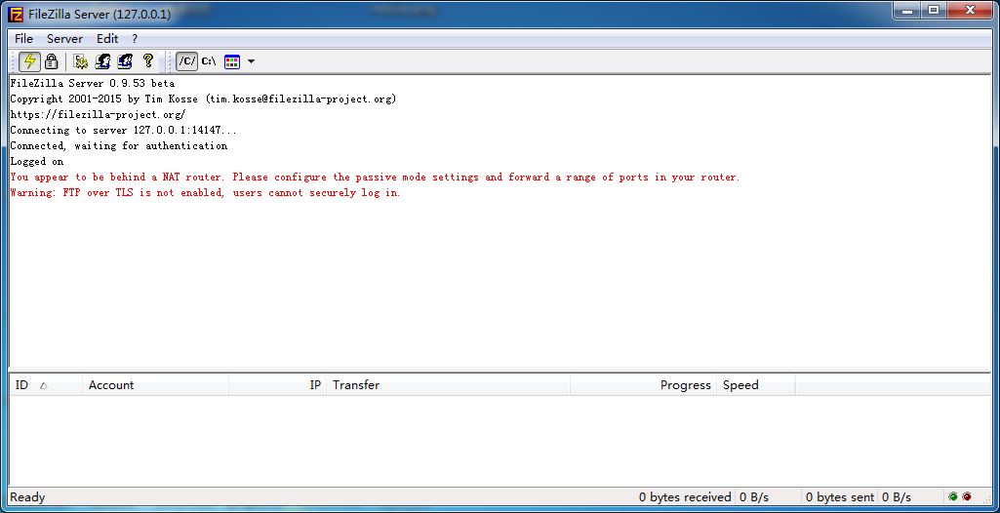 FileZilla Server (127.0.0.1)
File Server Edit ?
/C/ C:\
FileZilla Server 0.9.53 beta
Copyright 2001-2015 by Tim Kosse (tim.kosse@filezilla-project.org)
https://filezilla-project.org/
Connecting to server 127.0.0.1:14147...
Connected, waiting for authentication
Logged on
You appear to be behind a NAT router. Please configure the passive mode settings and forward a range of ports in your router.
Warning: FTP over TLS is not enabled, users cannot securely log in.
ID Account IP Transfer Progress Speed
Ready 0 bytes received 0 B/s 0 bytes sent 0 B/s